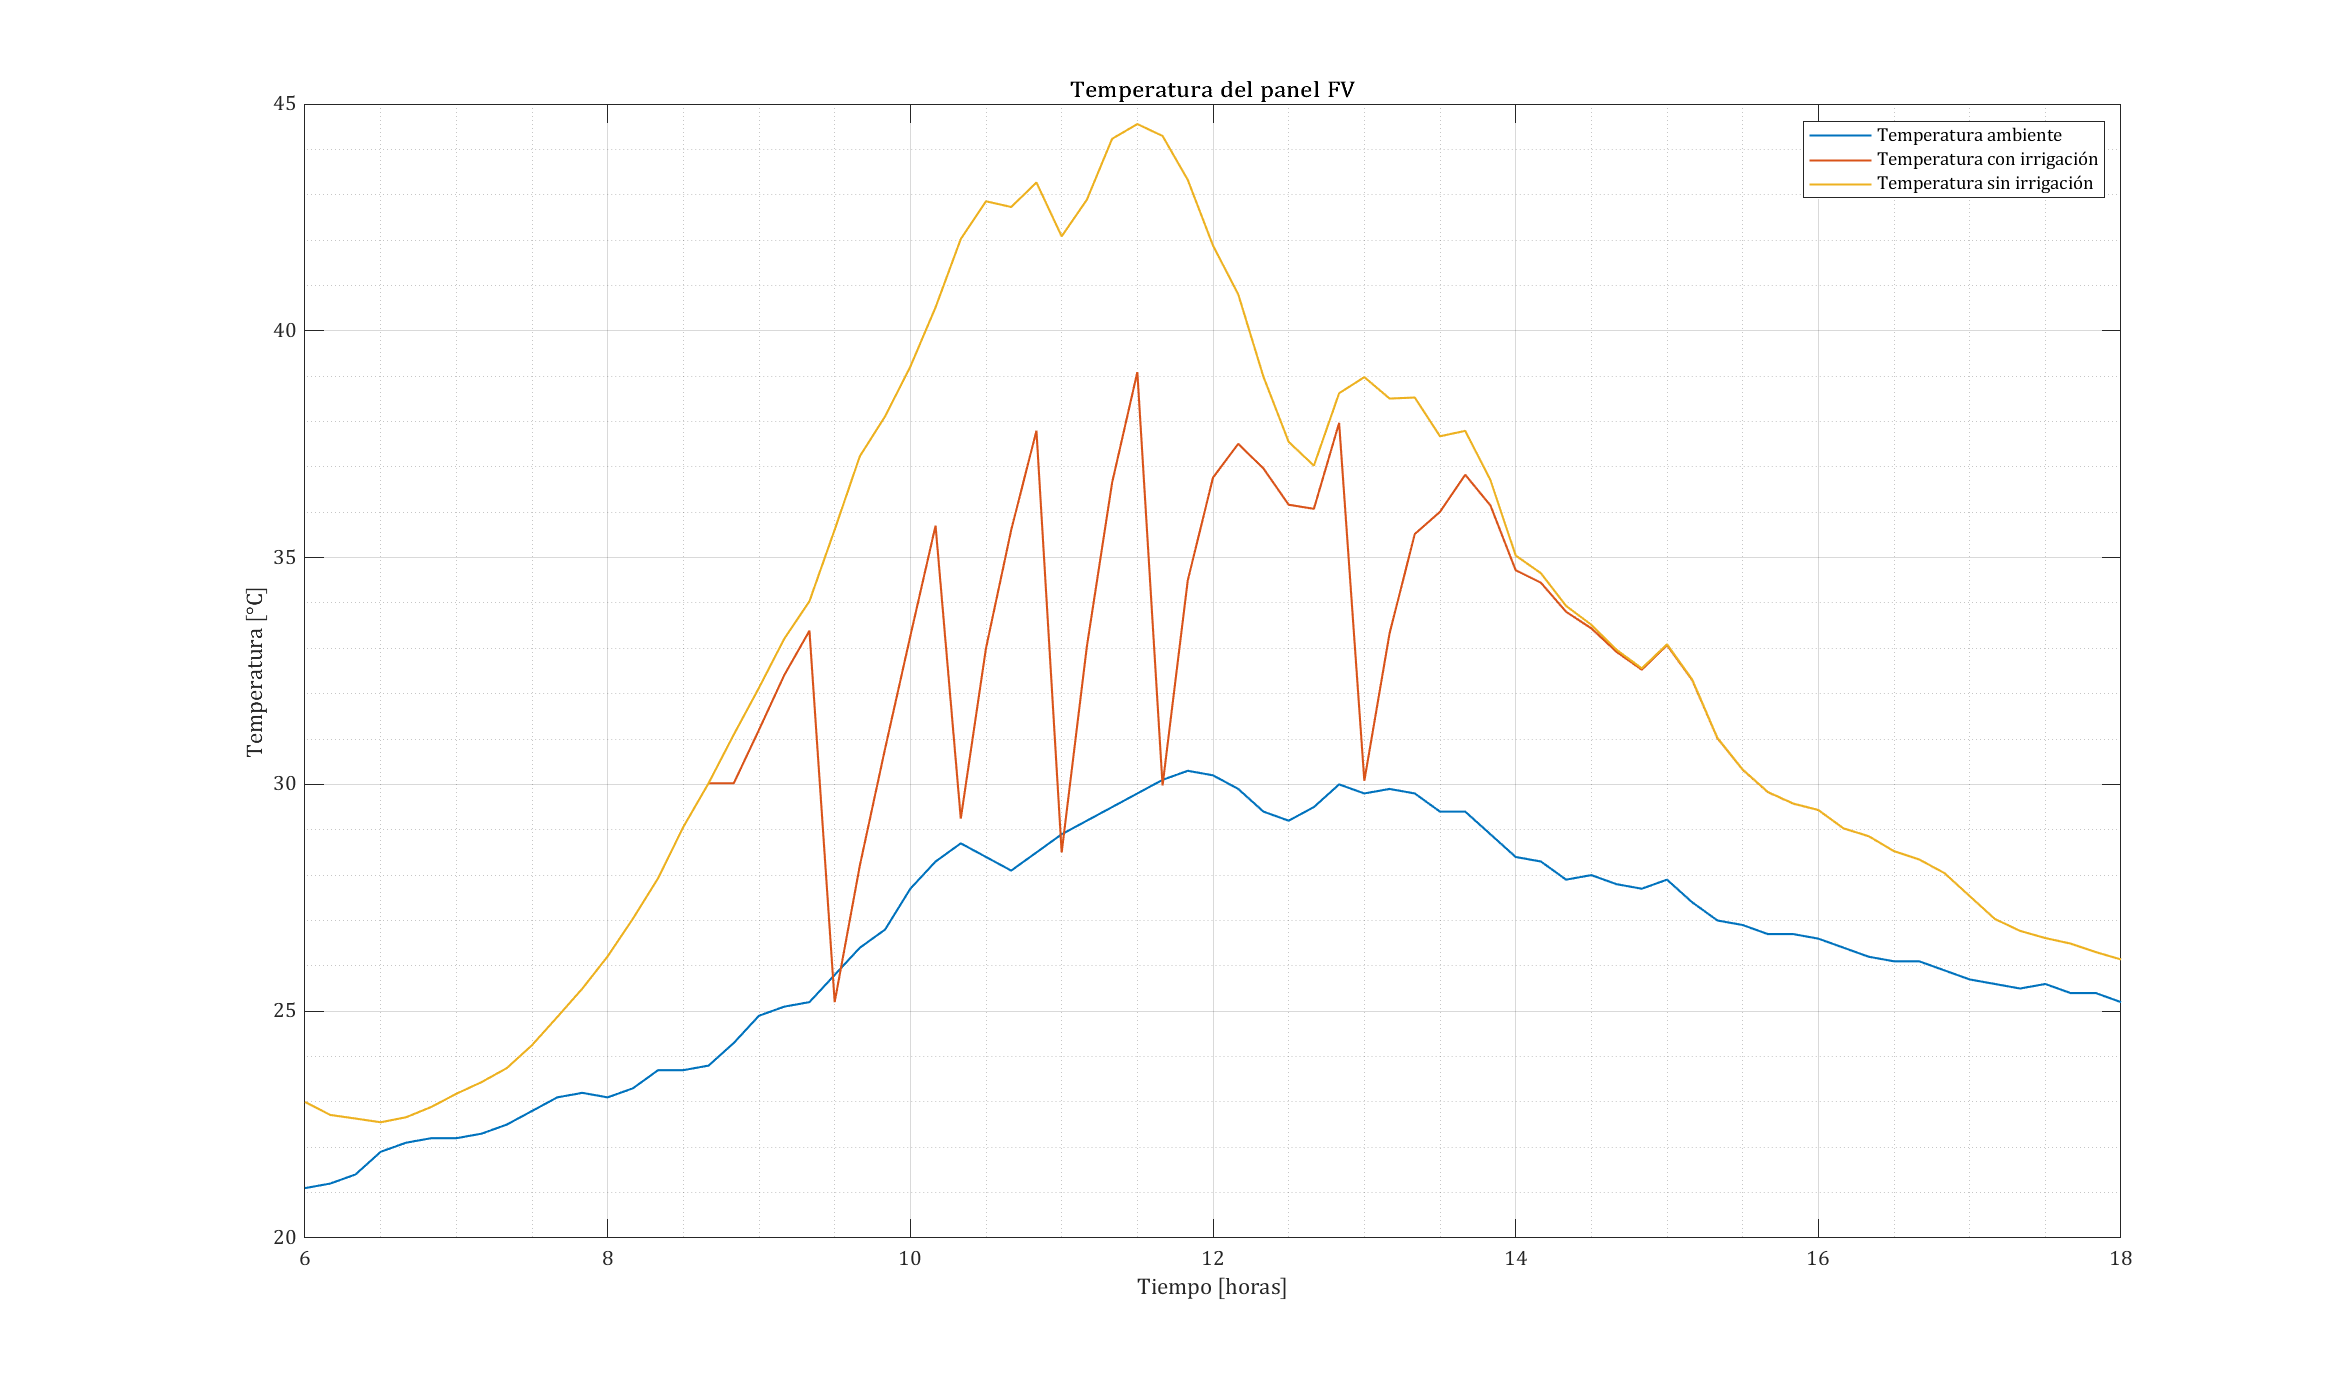 Temperatura del panel FV
45
40
35
30
25
20
Temperatura [°C]
Temperatura ambiente
Temperatura con irrigación
Temperatura sin irrigación
6 8 10 12 14 16 18
Tiempo [horas]